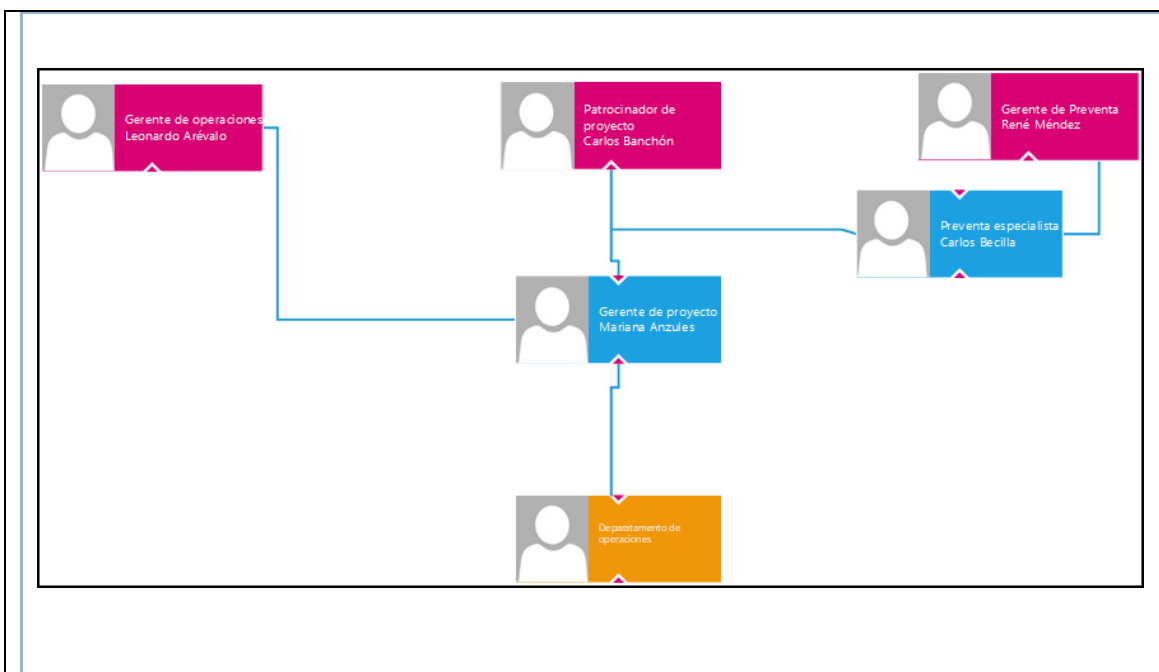 Gerente de operaciones
Leonardo Arévalo
Patrocinador de
proyecto
Carlos Banchón
Gerente de Preventa
René Méndez
Preventa especialista
Carlos Becilla
Gerente de proyecto
Mariana Anzules
Deparatamento de
operaciones